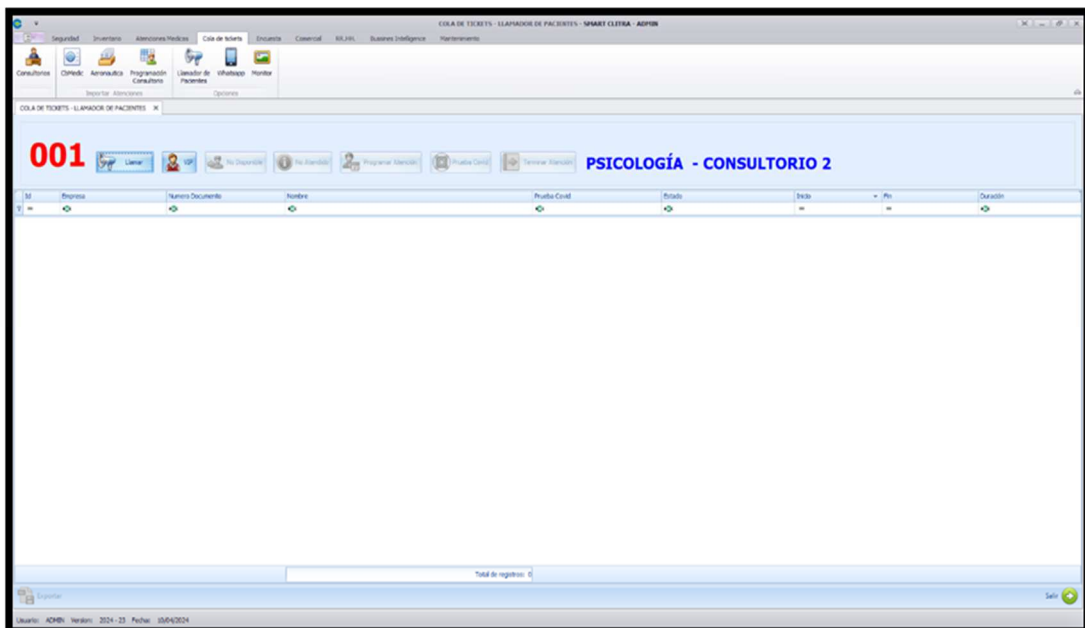 COLA DE TICKETS - LLAMADOR DE PACIENTES - SMART CLITRA - ADMIN
Seguridad Inventario Atenciones Medicas Cola de tickets Encuesta Comercial RR.HH. Bussines Intelligence Mantenimiento
Consultorios CbMedic Aeronautica Programación Consultorio Llamador de Pacientes Whatsapp Monitor
Importar Atenciones Opciones
COLA DE TICKETS - LLAMADOR DE PACIENTES
001 Llamar VIP No Disponible No Atendido Programar Atención Prueba Covid Terminar Atención PSICOLOGÍA - CONSULTORIO 2
Id Empresa Numero Documento Nombre Prueba Covid Estado Inicio Fin Duración
Total de registros: 0
Exportar Salir
Usuario: ADMIN Version: 2024 - 23 Fecha: 10/04/2024